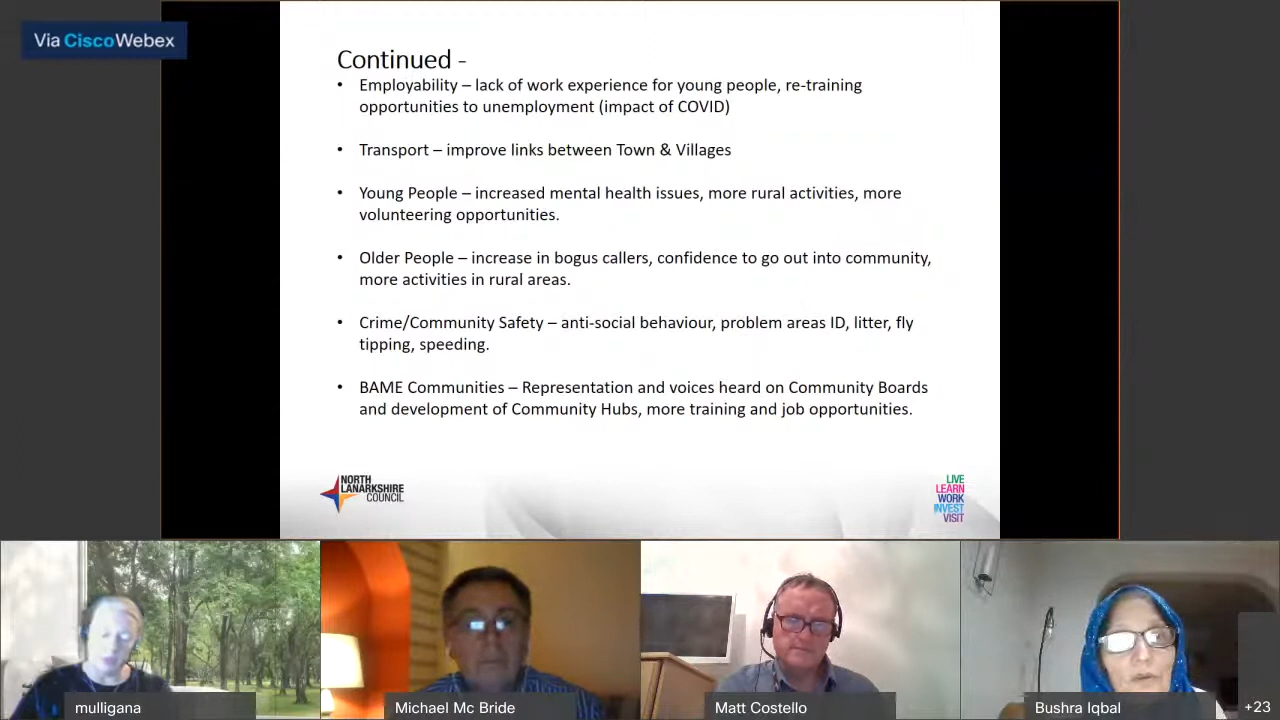 Via CiscoWebex
Continued -
• Employability – lack of work experience for young people, re-training
opportunities to unemployment (impact of COVID)
• Transport – improve links between Town & Villages
• Young People – increased mental health issues, more rural activities, more
volunteering opportunities.
• Older People – increase in bogus callers, confidence to go out into community,
more activities in rural areas.
• Crime/Community Safety – anti-social behaviour, problem areas ID, litter, fly
tipping, speeding.
• BAME Communities – Representation and voices heard on Community Boards
and development of Community Hubs, more training and job opportunities.
NORTH
LANARKSHIRE
COUNCIL
LIVE
LEARN
WORK
INVEST
VISIT
mulligana
Michael Mc Bride
Matt Costello
Bushra Iqbal
+23